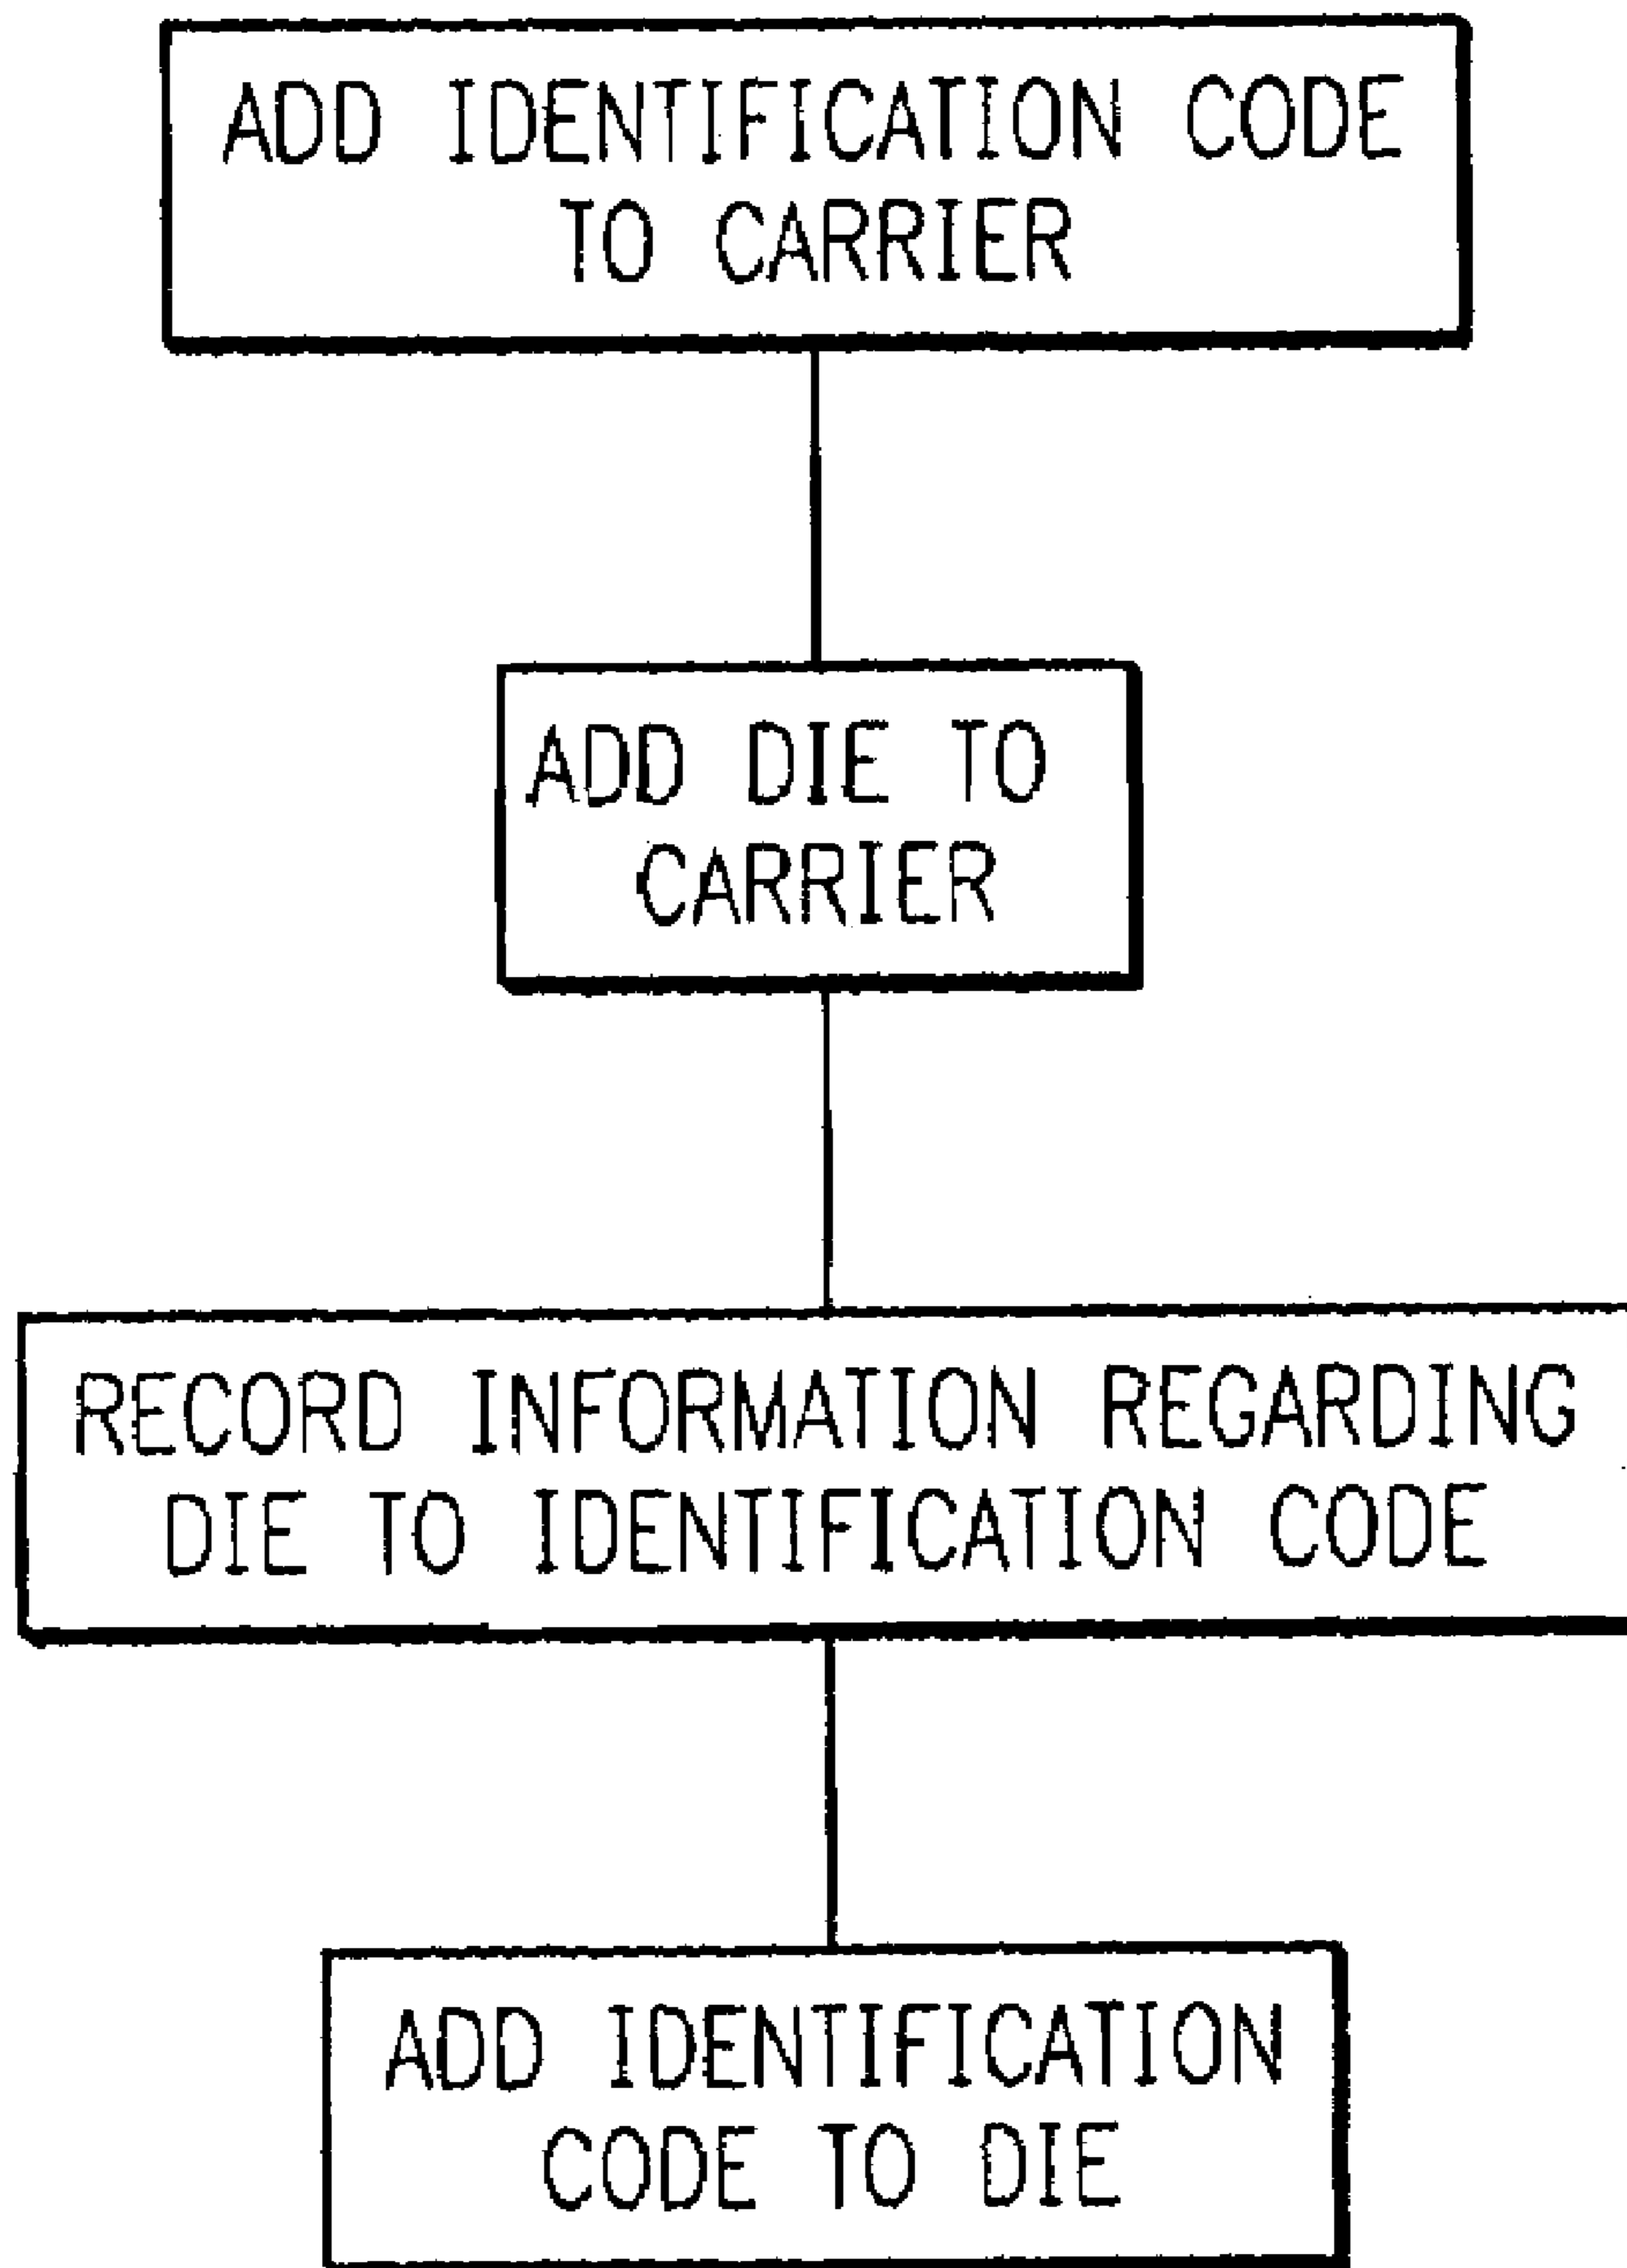 ADD IDENTIFICATION CODE
TO CARRIER
ADD DIE TO
CARRIER
RECORD INFORMATION REGARDING
DIE TO IDENTIFICATION CODE
ADD IDENTIFICATION
CODE TO DIE